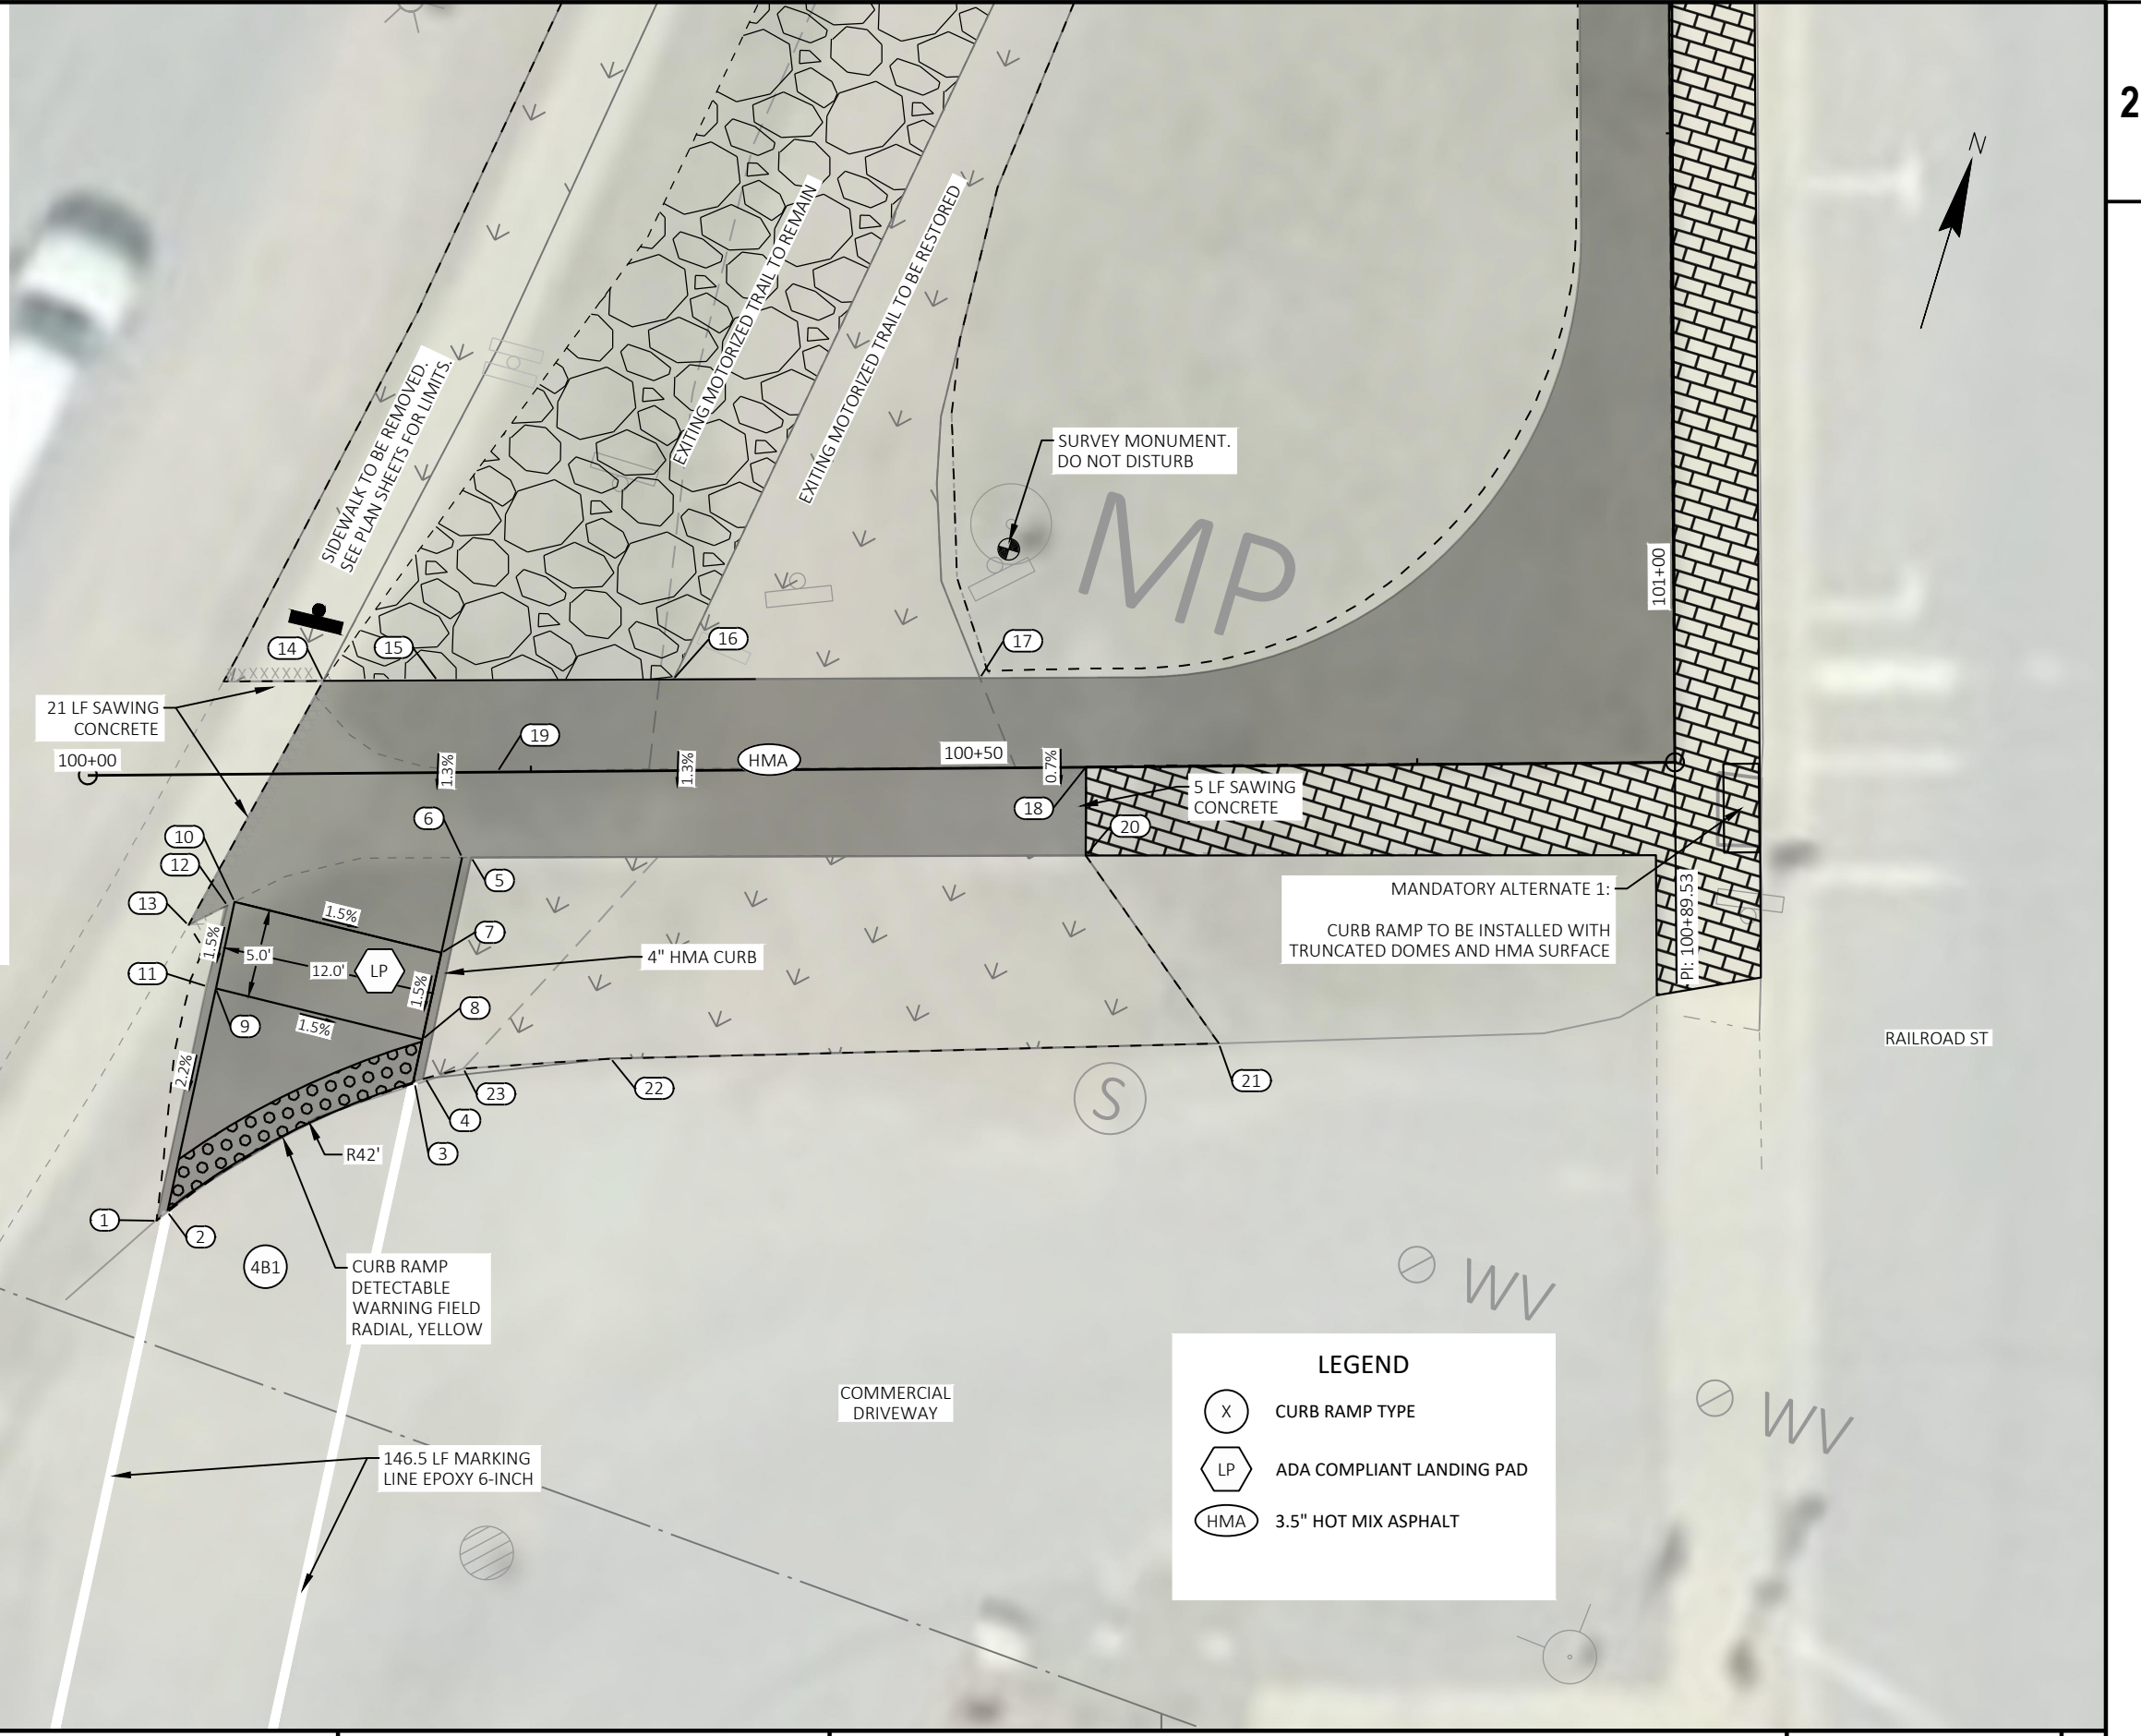 2
N
EXITING MOTORIZED TRAIL TO REMAIN
EXITING MOTORIZED TRAIL TO BE RESTORED
SIDEWALK TO BE REMOVED.
SEE PLAN SHEETS FOR LIMITS.
SURVEY MONUMENT.
DO NOT DISTURB
MP
101+00
14
15
16
17
XXXXXXX
21 LF SAWING
CONCRETE
100+00
19
1.3%
1.3%
HMA
100+50
0.7%
18
5 LF SAWING
CONCRETE
20
6
10
12
5
13
1.5%
7
1.5%
5.0'
12.0'
LP
1.5%
4" HMA CURB
MANDATORY ALTERNATE 1:
CURB RAMP TO BE INSTALLED WITH
TRUNCATED DOMES AND HMA SURFACE
PI: 100+89.53
11
8
9
1.5%
2.2%
RAILROAD ST
23
22
21
4
S
R42'
3
1
2
4B1
CURB RAMP
DETECTABLE
WARNING FIELD
RADIAL, YELLOW
WV
COMMERCIAL
DRIVEWAY
WV
146.5 LF MARKING
LINE EPOXY 6-INCH
LEGEND
X CURB RAMP TYPE
LP ADA COMPLIANT LANDING PAD
HMA 3.5" HOT MIX ASPHALT